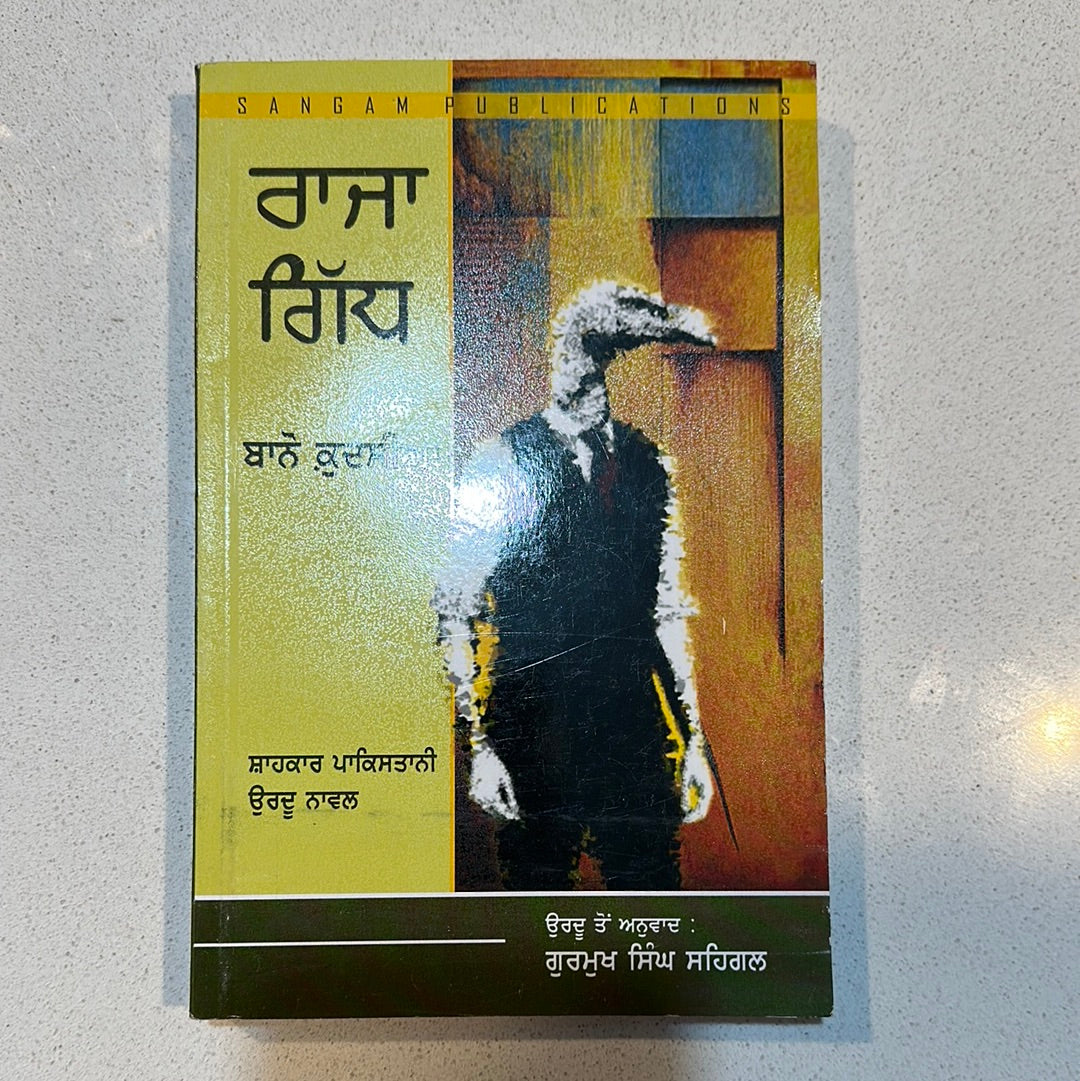 SANGAM PUBLICATIONS
ਰਾਜਾ
ਗਿੱਧ
ਬਾਨੋ
ਸ਼ਾਹਕਾਰ ਪਾਕਿਸਤਾਨੀ
ਉਰਦੂ ਨਾਵਲ
ਉਰਦੂ ਤੋਂ ਅਨੁਵਾਦ :
ਗੁਰਮੁਖ ਸਿੰਘ ਸਹਿਗਲ